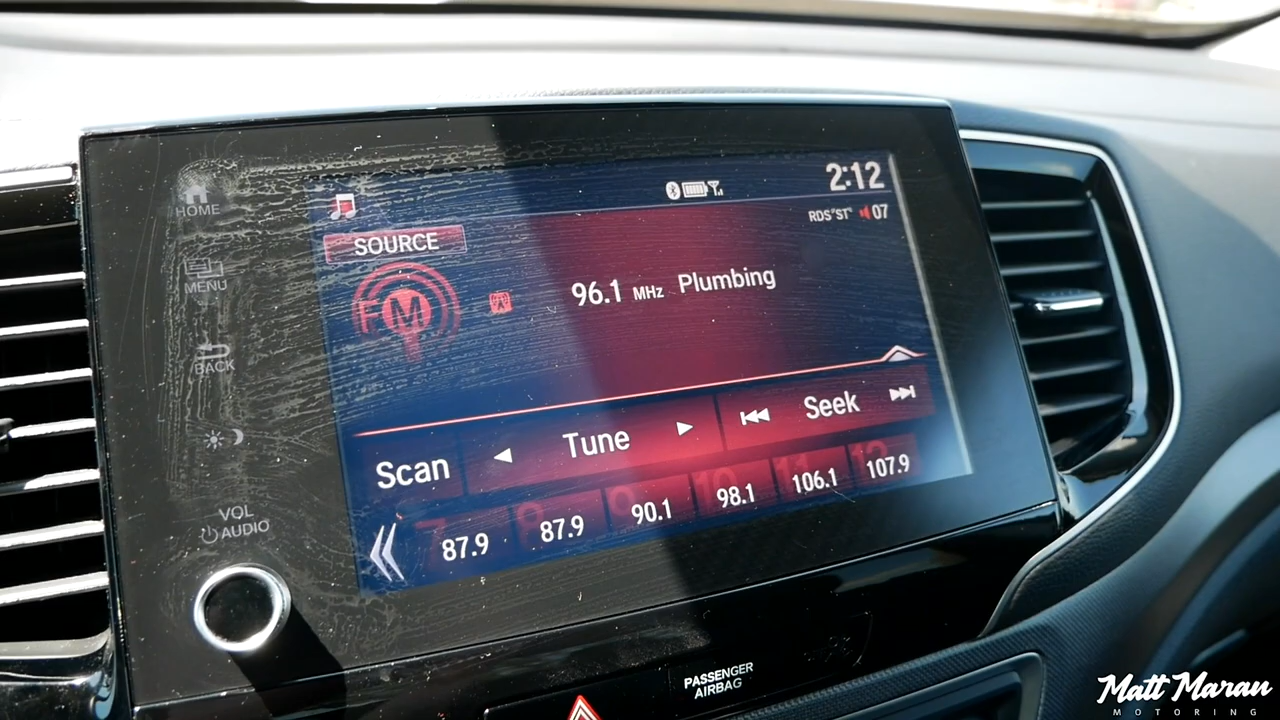 2:12
HOME
SOURCE
RDS ST 07
MENU
FM
96.1 MHz Plumbing
BACK
Scan
Tune
Seek
VOL
AUDIO
87.9
87.9
90.1
98.1
106.1
107.9
PASSENGER
AIRBAG
Matt Maran
MOTORING